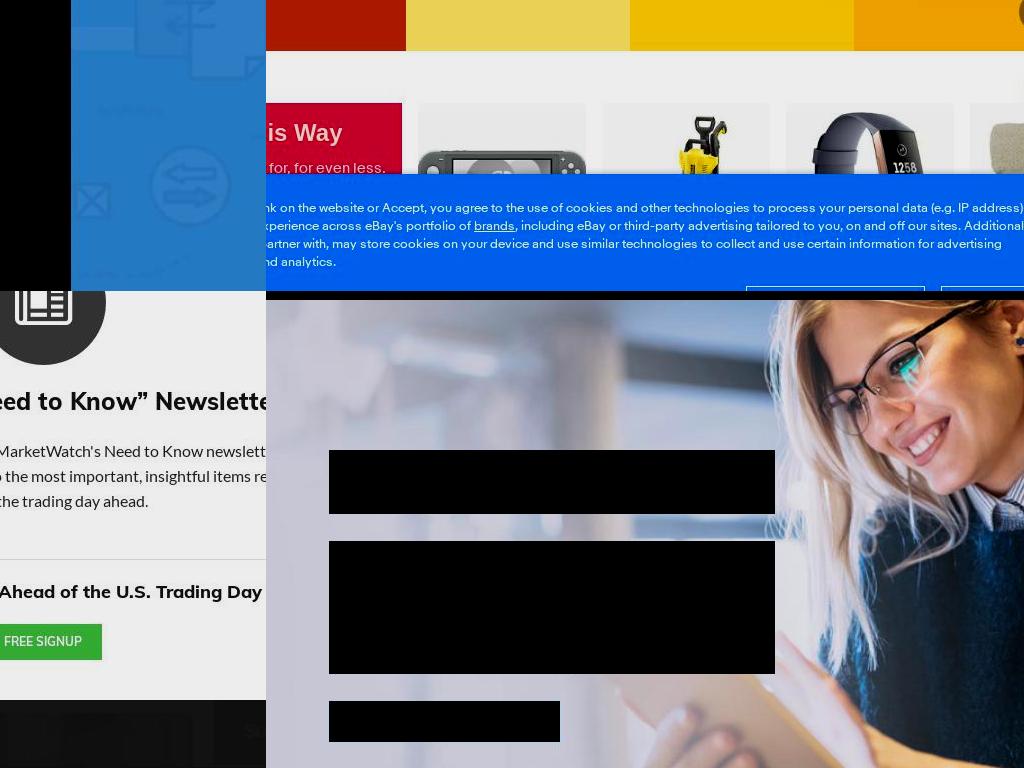 is Way
for, for even less.
1258
nk on the website or Accept, you agree to the use of cookies and other technologies to process your personal data (e.g. IP address)
xperience across eBay's portfolio of brands, including eBay or third-party advertising tailored to you, on and off our sites. Additional
artner with, may store cookies on your device and use similar technologies to collect and use certain information for advertising
nd analytics.
eed to Know” Newslette
MarketWatch's Need to Know newslett
o the most important, insightful items re
the trading day ahead.
Ahead of the U.S. Trading Day
FREE SIGNUP